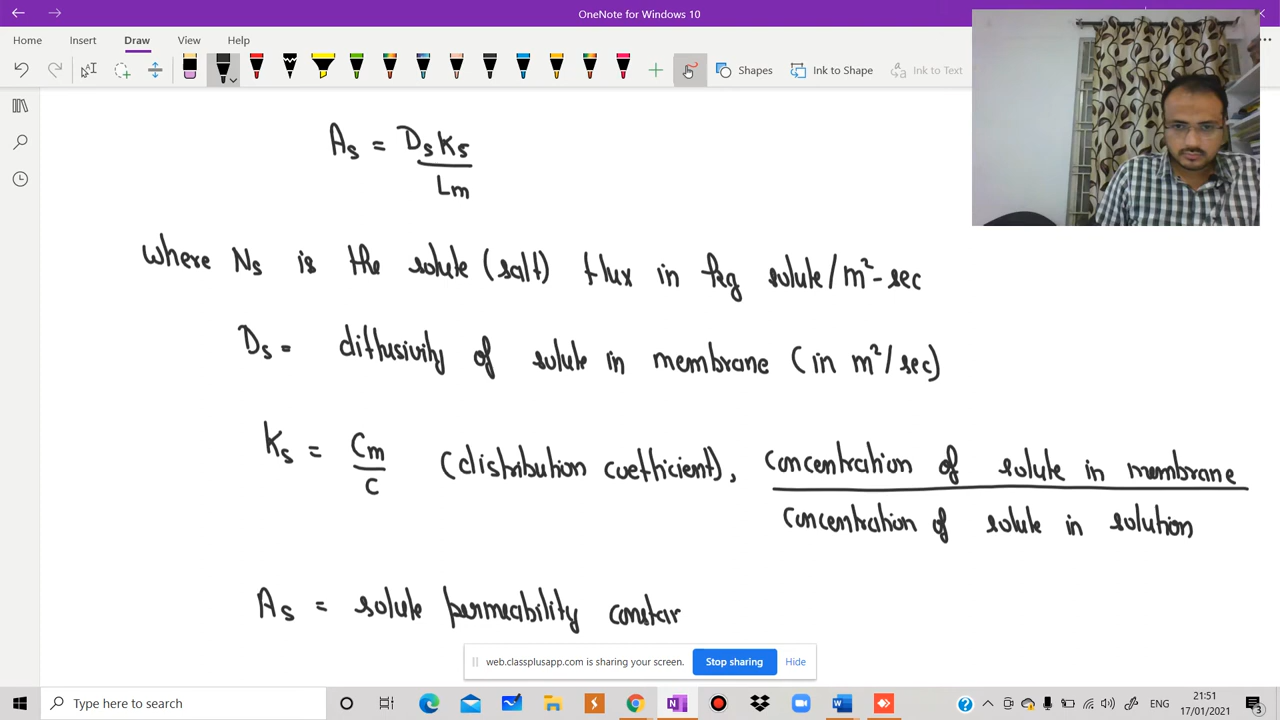 OneNote for Windows 10
Home Insert Draw View Help
Shapes Ink to Shape Ink to Text
As = DsKs
Lm
where Ns is the solute (salt) flux in kg solute/m²-sec
Ds = diffusivity of solute in membrane (in m²/sec)
Ks = Cm (distribution coefficient), concentration of solute in membrane
c concentration of solute in solution
As = solute permeability constan
web.classplusapp.com is sharing your screen. Stop sharing Hide
Type here to search
ENG
21:51
17/01/2021
3